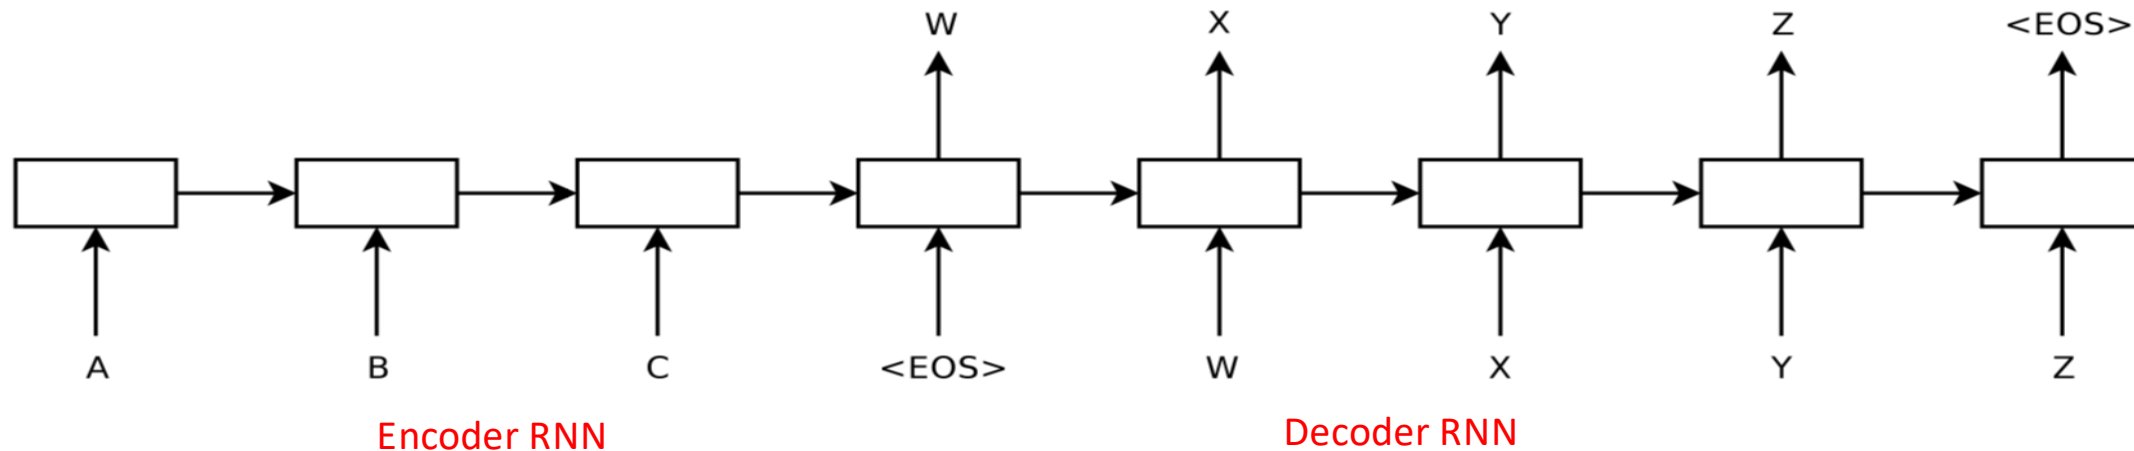 W X Y Z <EOS>
A B C <EOS> W X Y Z
Encoder RNN Decoder RNN